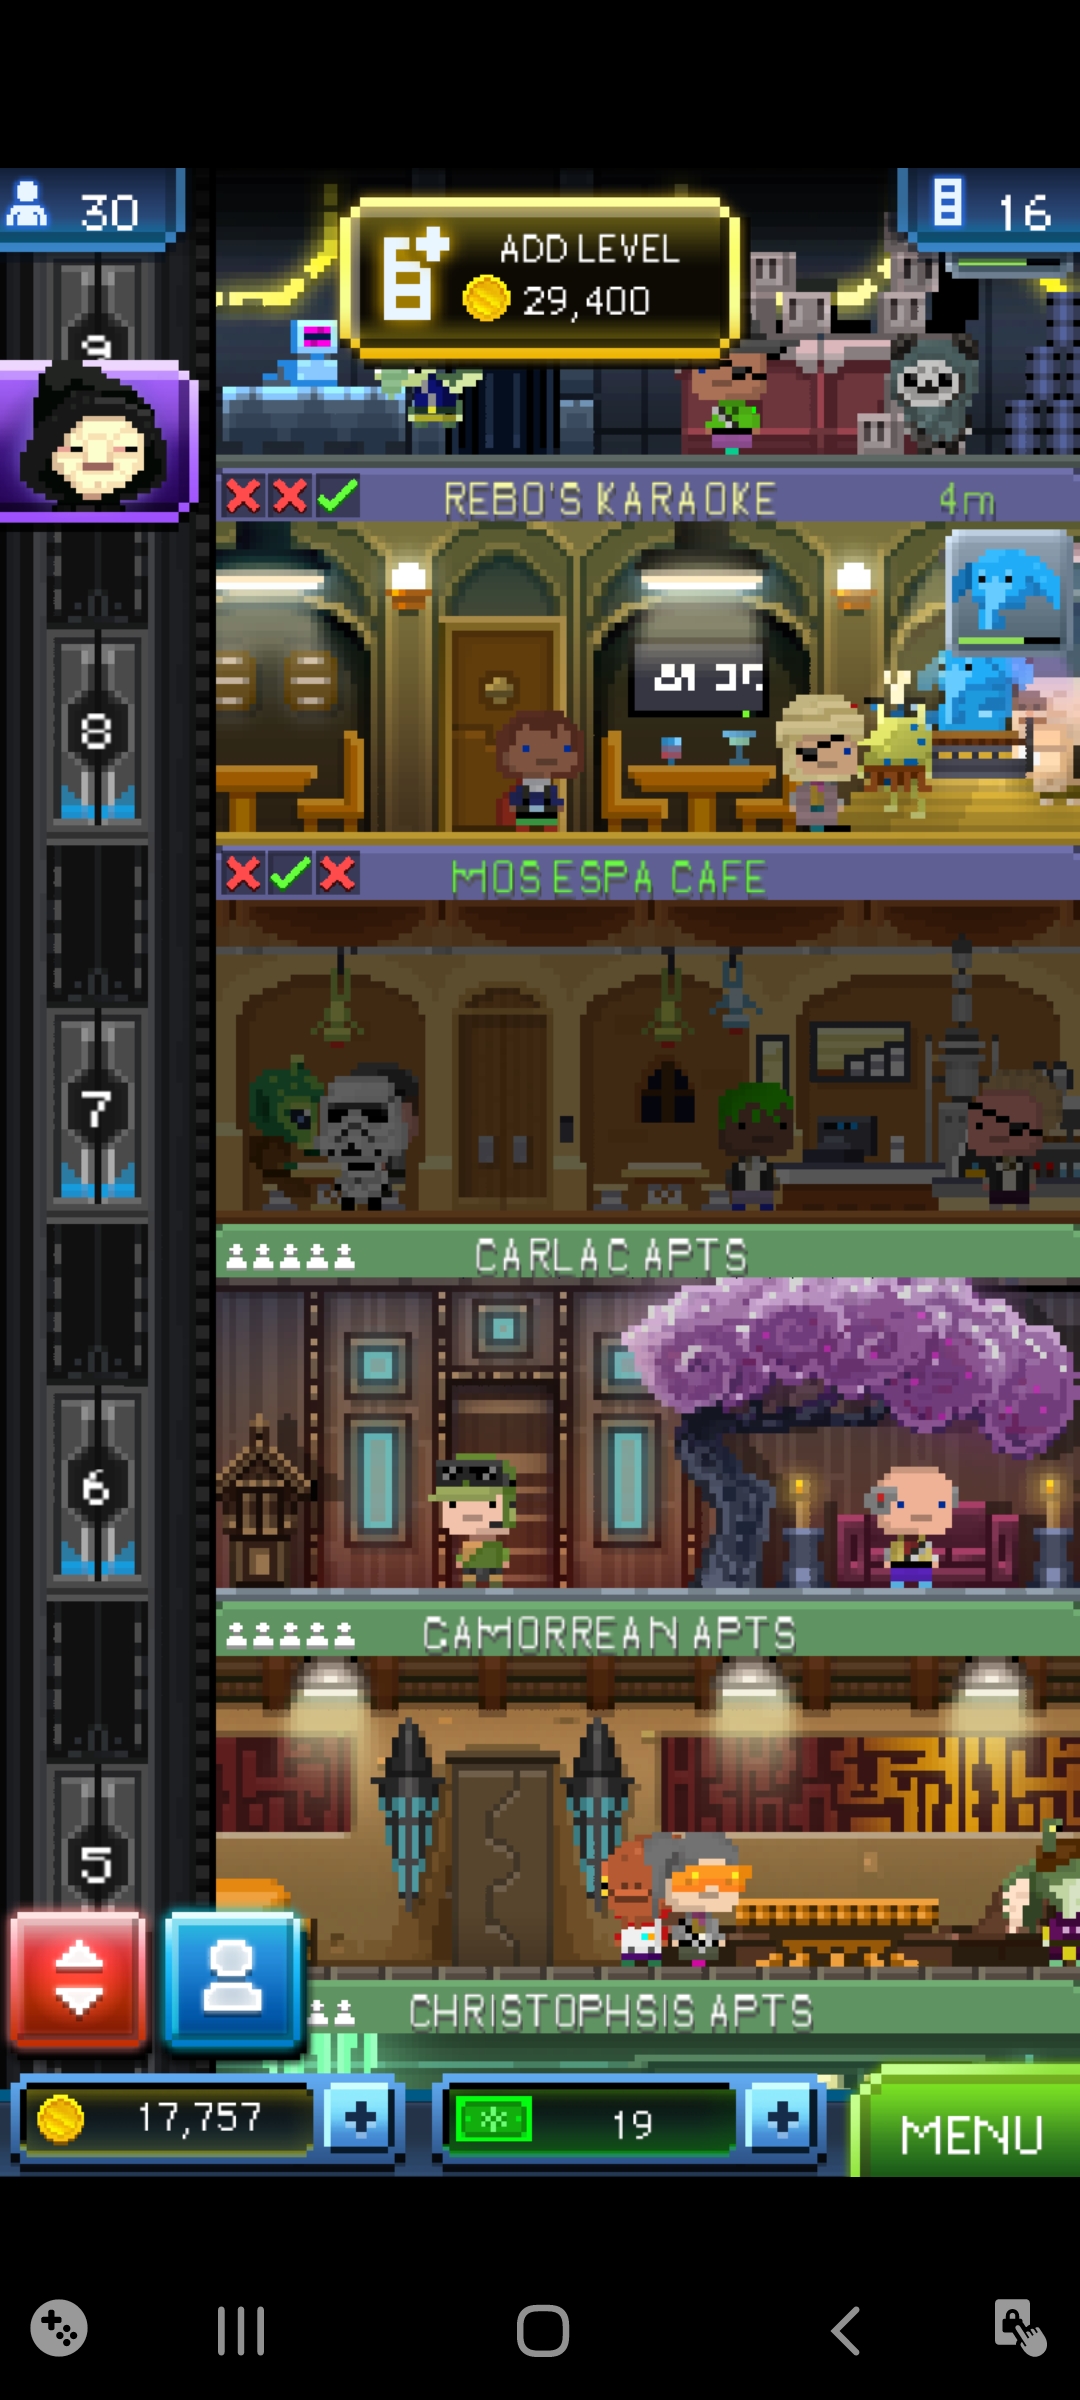 30
ADD LEVEL
29,400
16
9
REBO'S KARAOKE
4m
8
MOS ESPA CAFE
7
CARLAC APTS
6
CAMORREAN APTS
5
CHRISTOPHSIS APTS
17,757
19
MENU